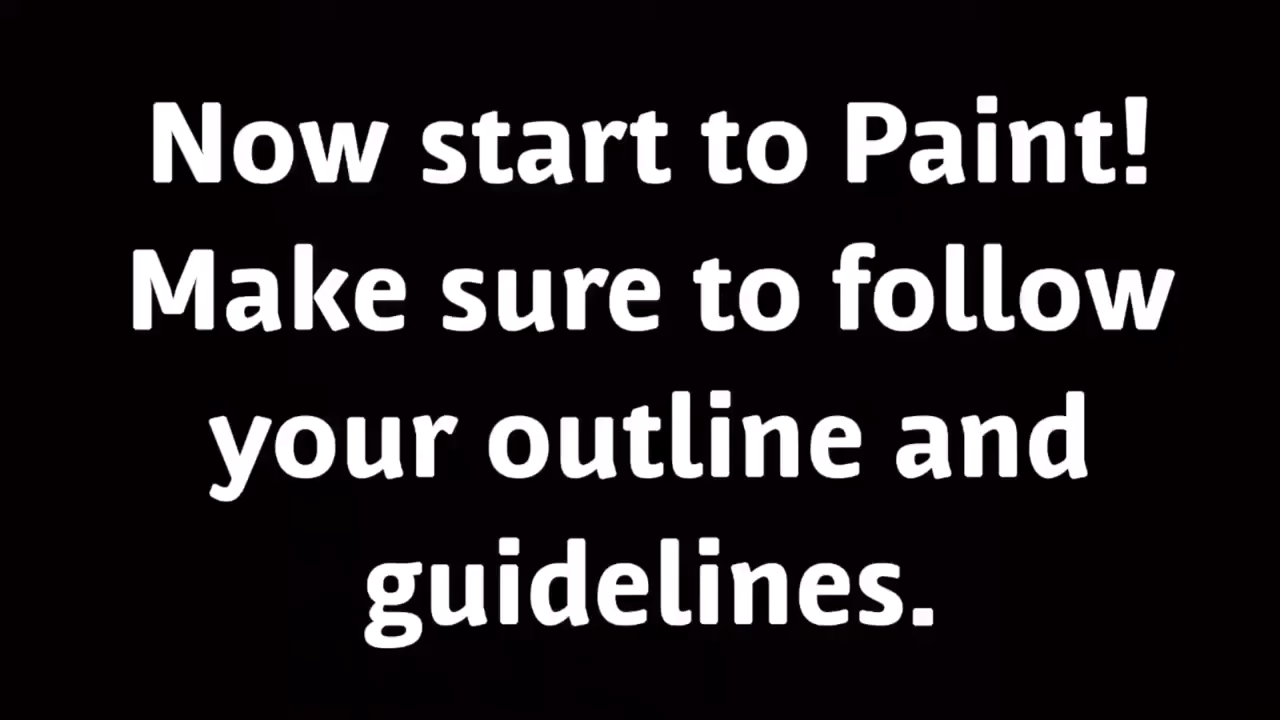 Now start to Paint!
Make sure to follow
your outline and
guidelines.